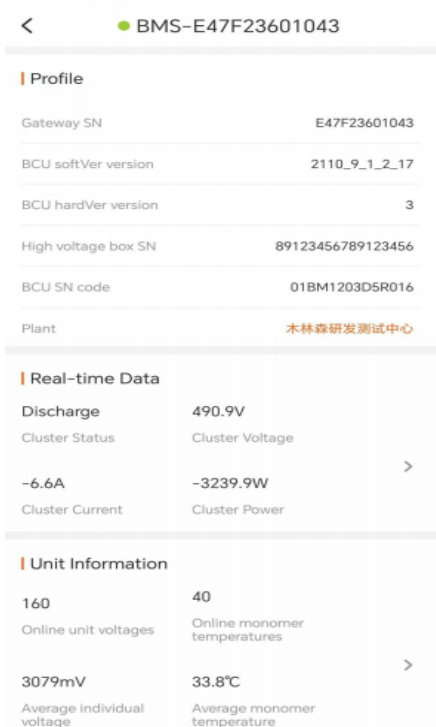 BMS-E47F23601043
Profile
Gateway SN E47F23601043
BCU softVer version 2110_9_1_2_17
BCU hardVer version 3
High voltage box SN 89123456789123456
BCU SN code 01BM1203D5R016
Plant 木林森研发测试中心
Real-time Data
Discharge 490.9V
Cluster Status Cluster Voltage
-6.6A -3239.9W
Cluster Current Cluster Power
Unit Information
160 40
Online unit voltages Online monomer
temperatures
3079mV 33.8℃
Average individual Average monomer
voltage temperature